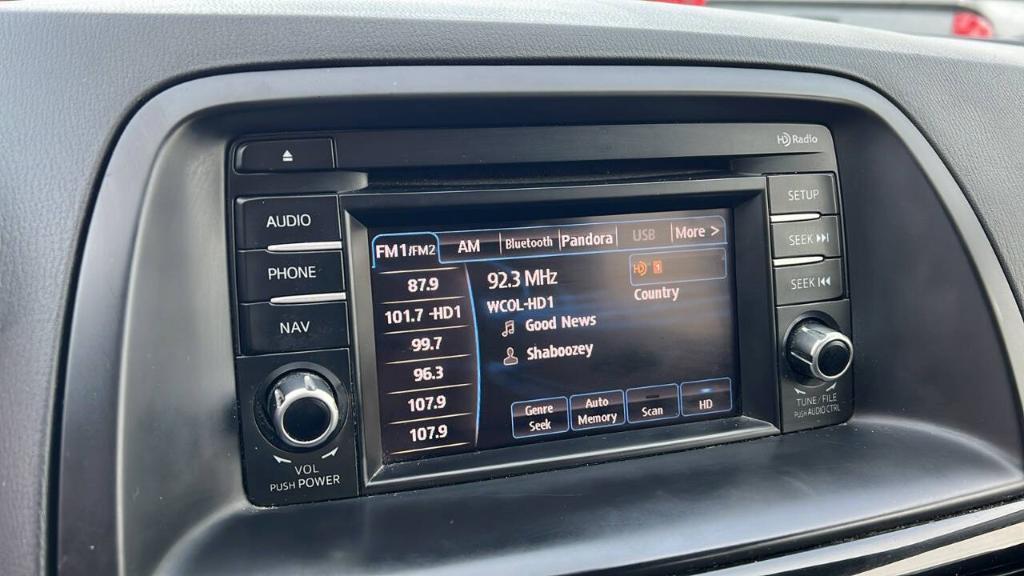 HD Radio
AUDIO
PHONE
NAV
VOL
PUSH POWER
FM1/FM2
AM
Bluetooth
Pandora
USB
More >
87.9
101.7 -HD1
99.7
96.3
107.9
107.9
92.3 MHz
HD 1
WCOL-HD1
Country
Good News
Shaboozey
Genre
Seek
Auto
Memory
Scan
HD
SETUP
SEEK
SEEK
TUNE/FILE
PUSH AUDIO CTRL